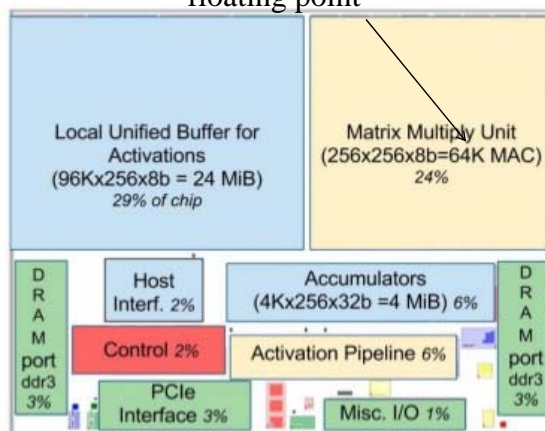 floating point
Local Unified Buffer for
Activations
(96Kx256x8b = 24 MiB)
29% of chip
Matrix Multiply Unit
(256x256x8b=64K MAC)
24%
D
R
A
M
port
ddr3
3%
Host
Interf. 2%
Accumulators
(4Kx256x32b =4 MiB) 6%
D
R
A
M
port
ddr3
3%
Control 2%
Activation Pipeline 6%
PCIe
Interface 3%
Misc. I/O 1%